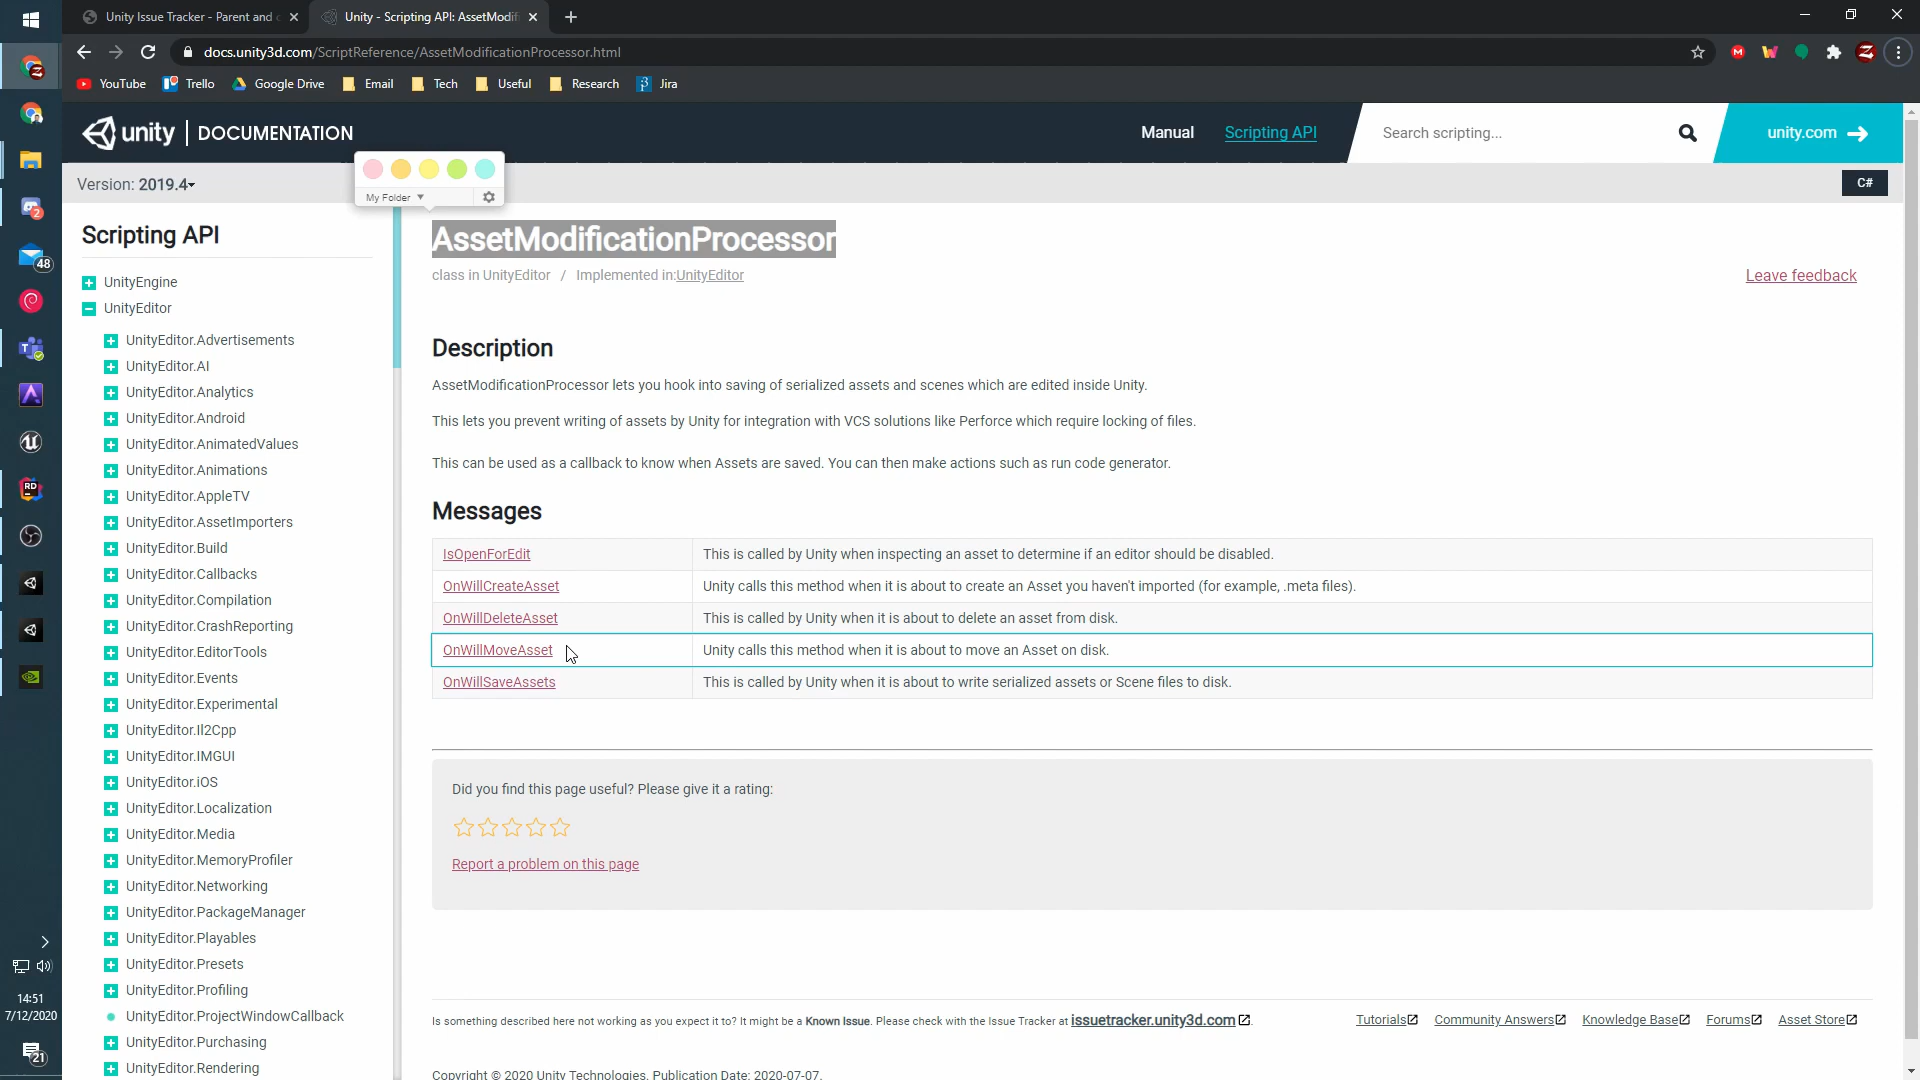 Unity Issue Tracker - Parent and c
Unity - Scripting API: AssetModifi
docs.unity3d.com/ScriptReference/AssetModificationProcessor.html
YouTube
Trello
Google Drive
Email
Tech
Useful
Research
Jira
unity | DOCUMENTATION
Manual
Scripting API
Search scripting...
unity.com
Version: 2019.4
My Folder
C#
Scripting API
UnityEngine
UnityEditor
UnityEditor.Advertisements
UnityEditor.AI
UnityEditor.Analytics
UnityEditor.Android
UnityEditor.AnimatedValues
UnityEditor.Animations
UnityEditor.AppleTV
UnityEditor.AssetImporters
UnityEditor.Build
UnityEditor.Callbacks
UnityEditor.Compilation
UnityEditor.CrashReporting
UnityEditor.EditorTools
UnityEditor.Events
UnityEditor.Experimental
UnityEditor.Il2Cpp
UnityEditor.IMGUI
UnityEditor.iOS
UnityEditor.Localization
UnityEditor.Media
UnityEditor.MemoryProfiler
UnityEditor.Networking
UnityEditor.PackageManager
UnityEditor.Playables
UnityEditor.Presets
UnityEditor.Profiling
UnityEditor.ProjectWindowCallback
UnityEditor.Purchasing
UnityEditor.Rendering
AssetModificationProcessor
class in UnityEditor / Implemented in:UnityEditor
Leave feedback
Description
AssetModificationProcessor lets you hook into saving of serialized assets and scenes which are edited inside Unity.
This lets you prevent writing of assets by Unity for integration with VCS solutions like Perforce which require locking of files.
This can be used as a callback to know when Assets are saved. You can then make actions such as run code generator.
Messages
IsOpenForEdit This is called by Unity when inspecting an asset to determine if an editor should be disabled.
OnWillCreateAsset Unity calls this method when it is about to create an Asset you haven't imported (for example, .meta files).
OnWillDeleteAsset This is called by Unity when it is about to delete an asset from disk.
OnWillMoveAsset Unity calls this method when it is about to move an Asset on disk.
OnWillSaveAssets This is called by Unity when it is about to write serialized assets or Scene files to disk.
Did you find this page useful? Please give it a rating:
Report a problem on this page
Is something described here not working as you expect it to? It might be a Known Issue. Please check with the Issue Tracker at issuetracker.unity3d.com.
Tutorials
Community Answers
Knowledge Base
Forums
Asset Store
Copyright © 2020 Unity Technologies. Publication Date: 2020-07-07.
2
48
RD
14:51
7/12/2020
21